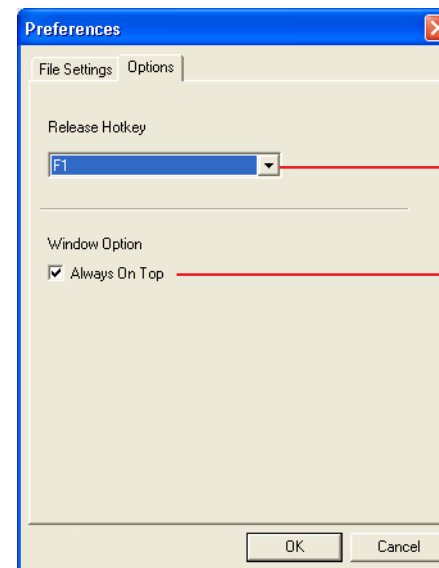 Preferences
File Settings Options
Release Hotkey
F1
Window Option
Always On Top
OK Cancel